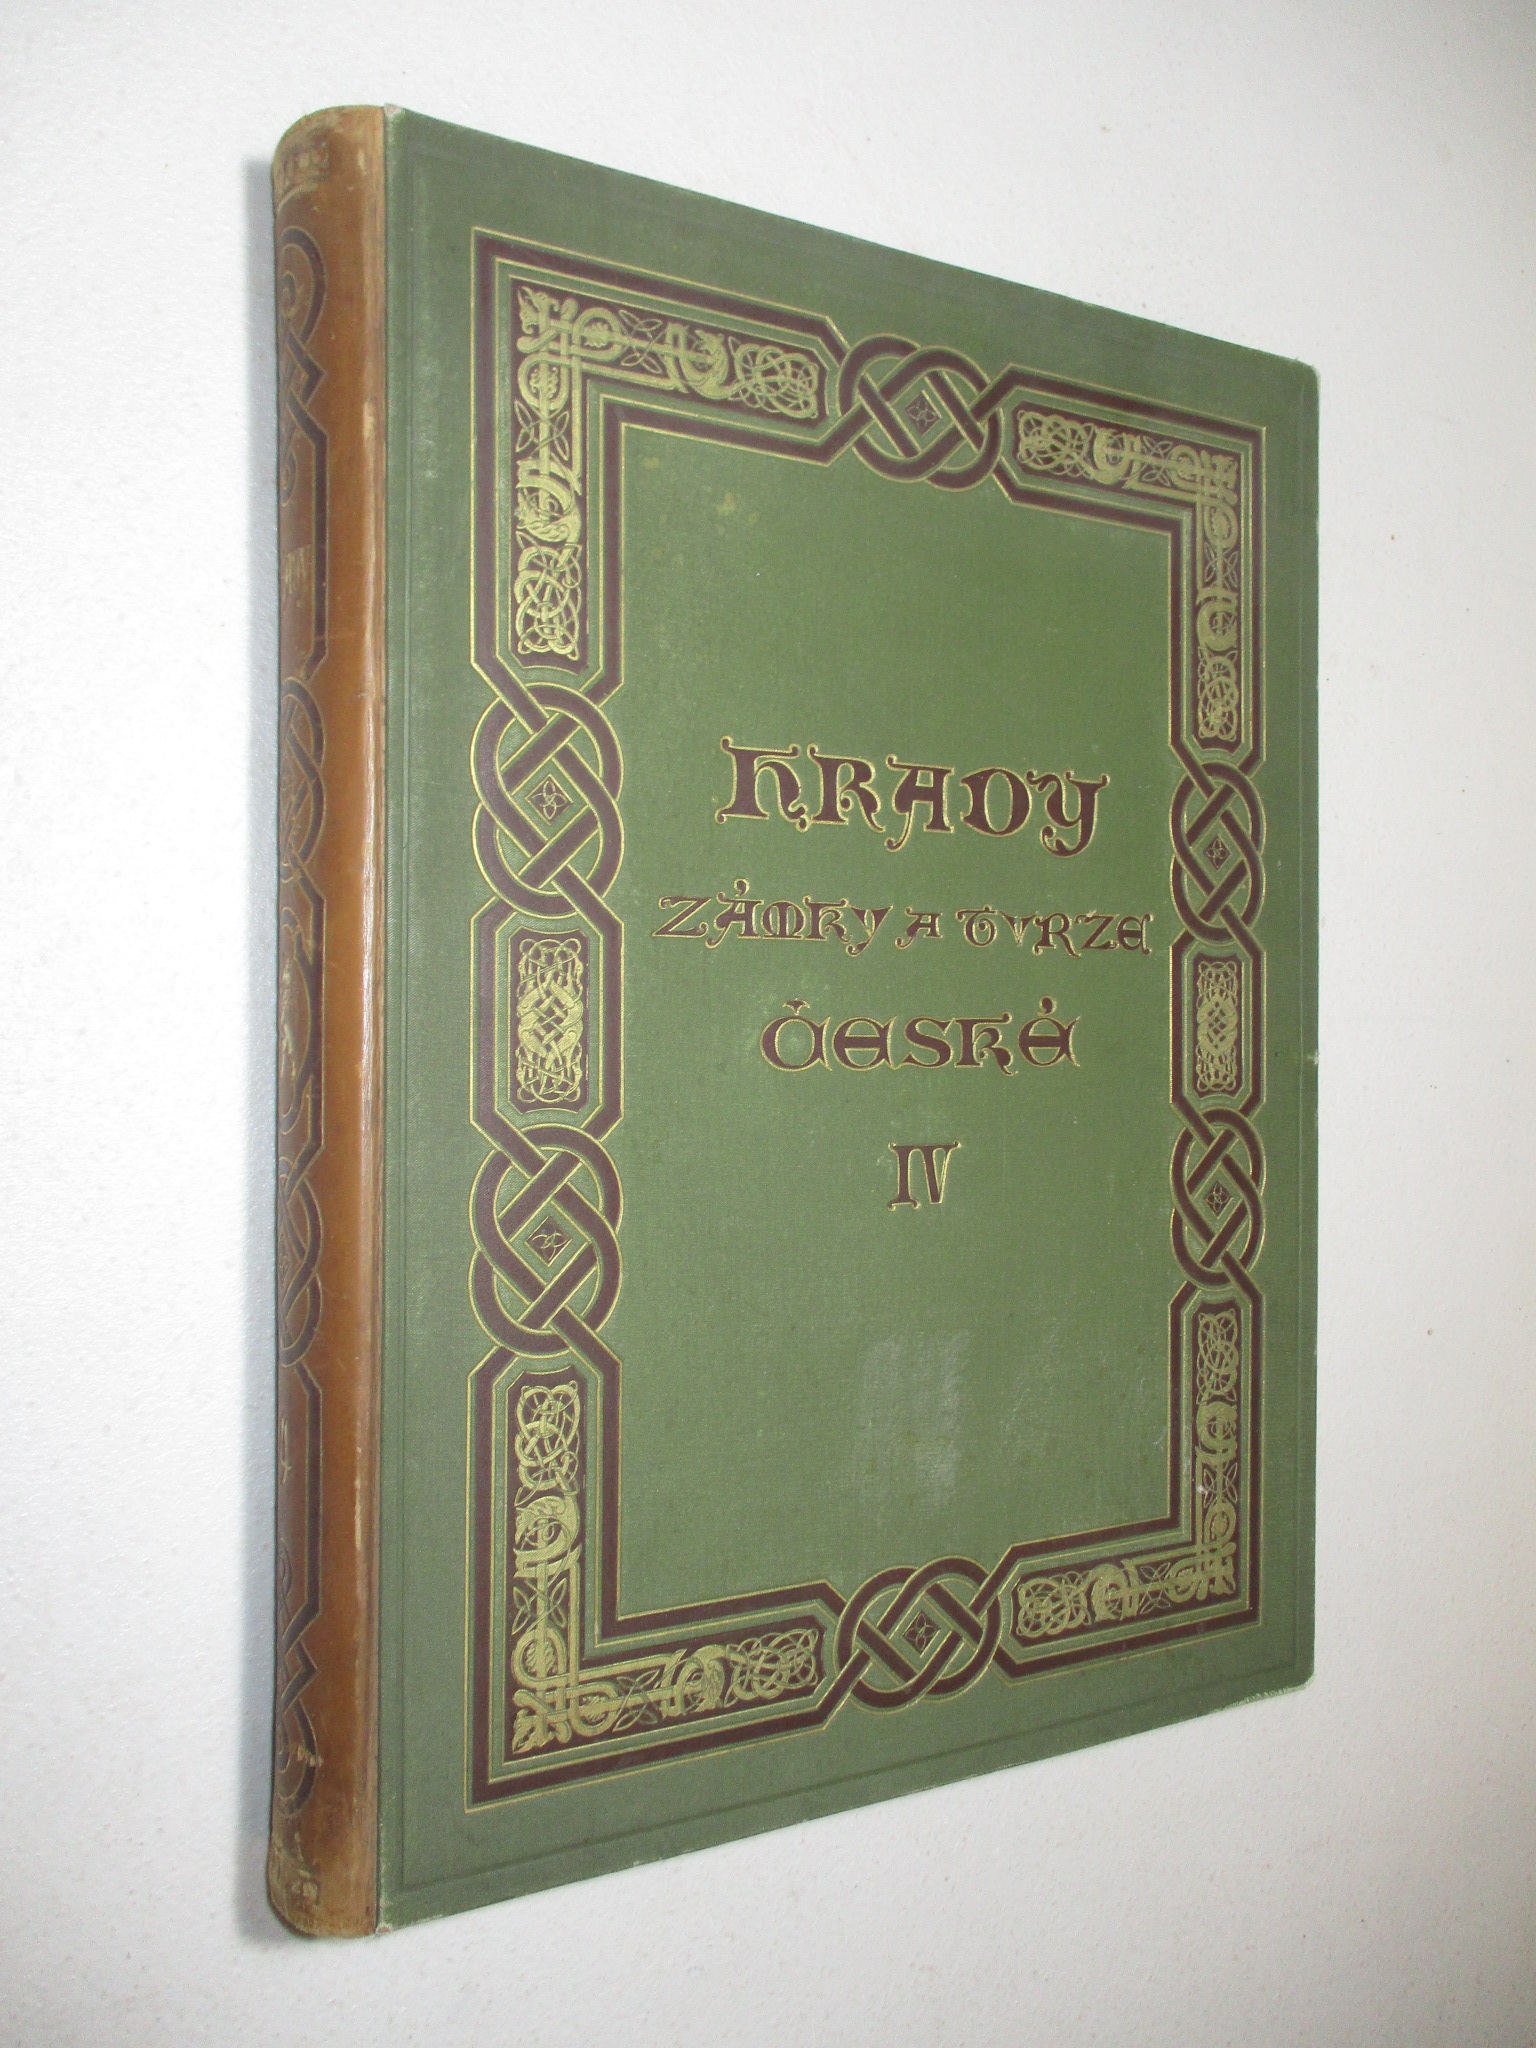 HRADY
ZÁMKY A TVRZE
ČESKÉ
IV